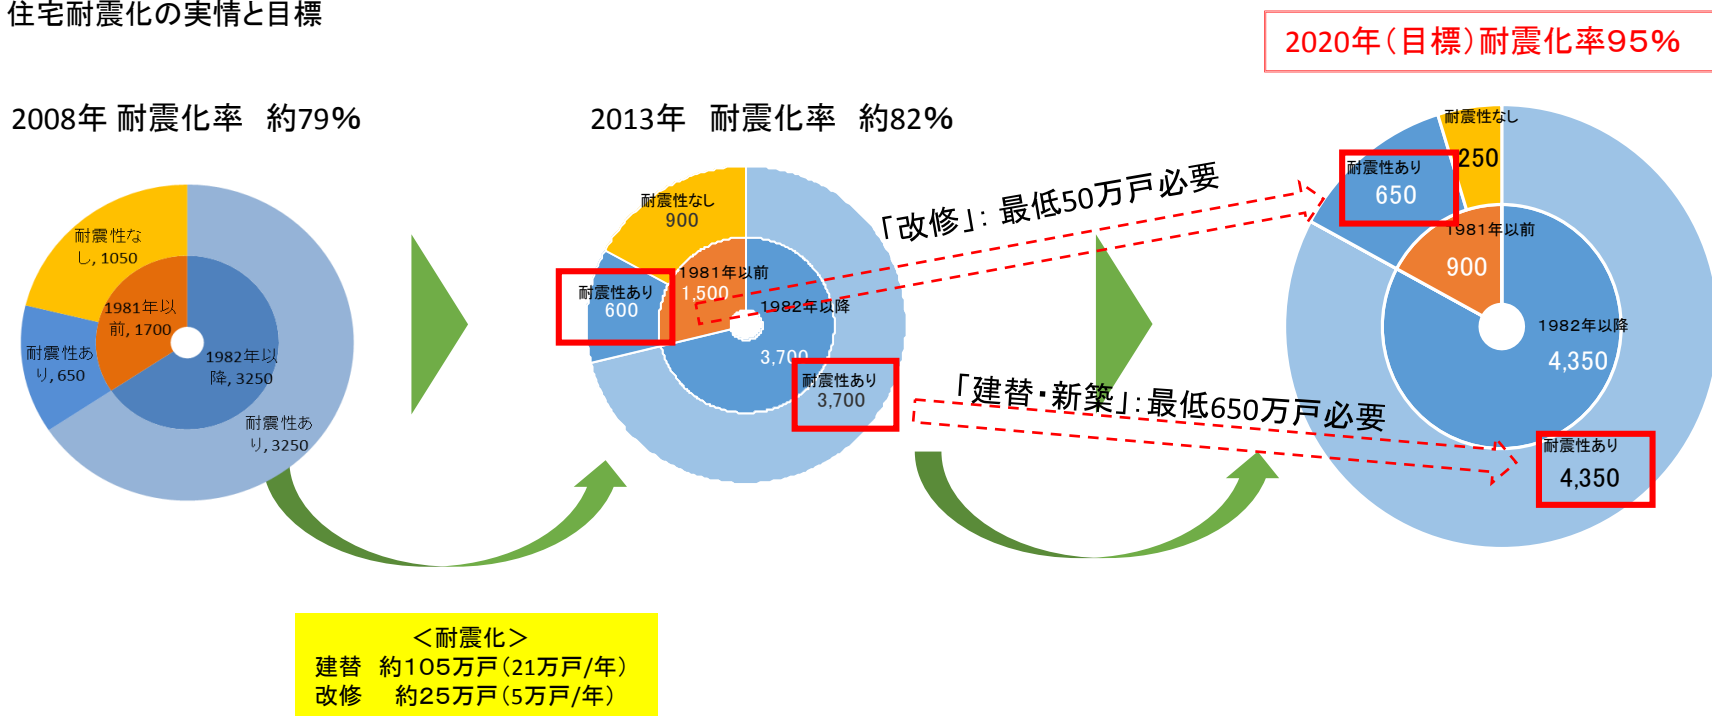 住宅耐震化の実情と目標
2020年(目標)耐震化率95%
2008年 耐震化率 約79%
2013年 耐震化率 約82%
耐震性な
し, 1050
1981年以
前, 1700
耐震性あ
り, 650
1982年以
降, 3250
耐震性あ
り, 3250
耐震性なし
900
1981年以前
1,500
耐震性あり
600
1982年以降
3,700
耐震性あり
3,700
「改修」: 最低50万戸必要
「建替・新築」:最低650万戸必要
耐震性なし
250
耐震性あり
650
1981年以前
900
1982年以降
4,350
耐震性あり
4,350
<耐震化>
建替 約105万戸(21万戸/年)
改修 約25万戸(5万戸/年)